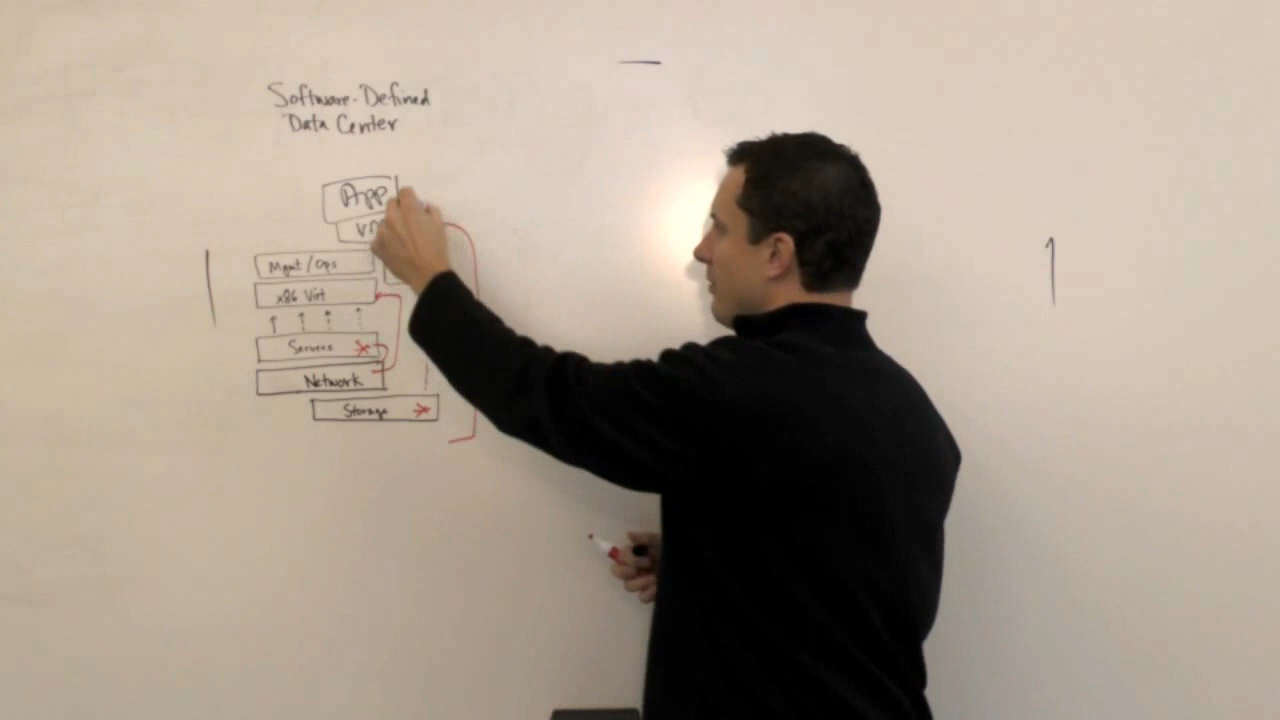 Software-Defined
Data Center
App
Mgmt/Ops
x86 Virt
Servers
Network
Storage